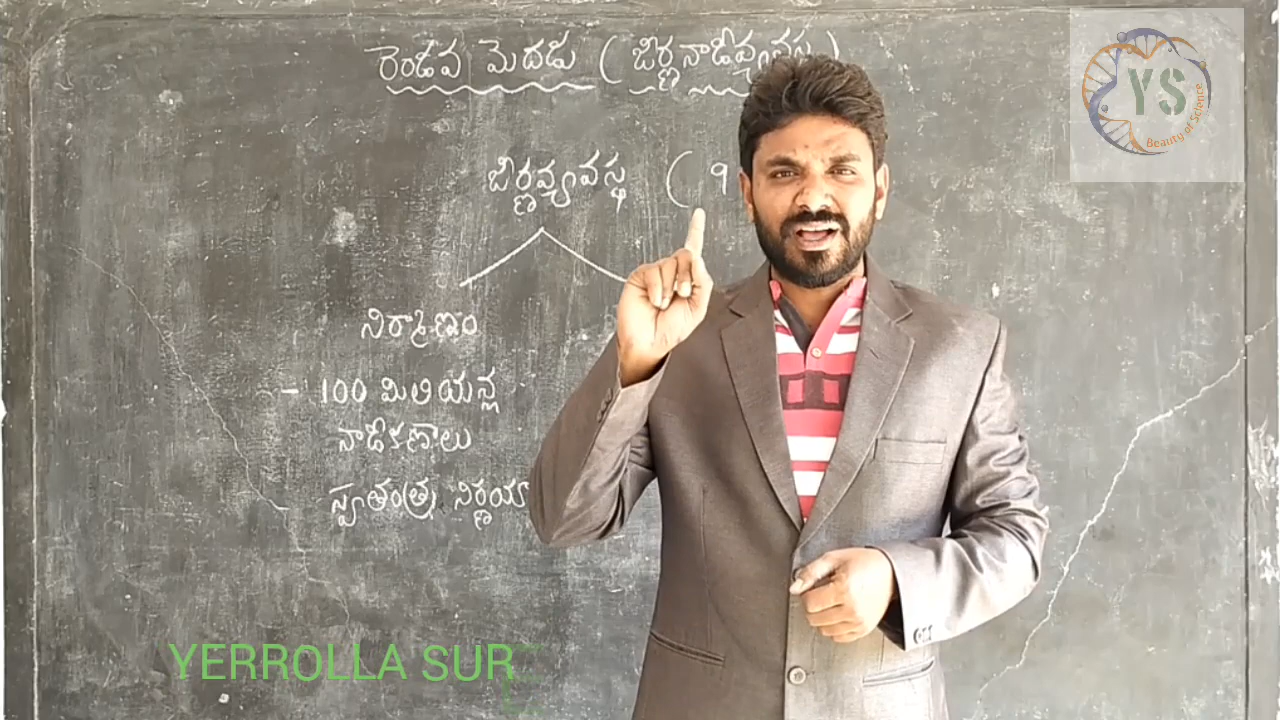 రెండవ మెదడు ( జీర్ణనాడీవ్యవస్థ )
జీర్ణవ్యవస్థ ( 9
నిర్మాణం
- 100 మిలియన్ల
నాడీకణాలు
స్వతంత్ర నిర్ణయా
YS
Beauty of Science
YERROLLA SUR